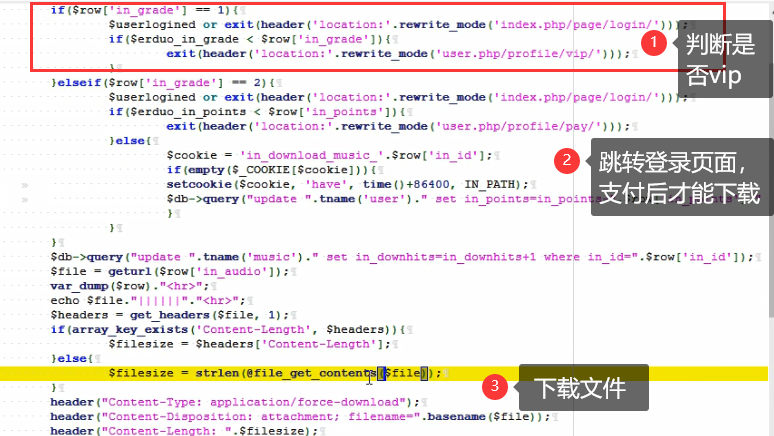 if($row['in_grade'] == 1){
$userlogined or exit(header('location:'.rewrite_mode('index.php/page/login/')));
if($erduo_in_grade < $row['in_grade']){
exit(header('location:'.rewrite_mode('user.php/profile/vip/')));
}
1 判断是
否vip
}elseif($row['in_grade'] == 2){
$userlogined or exit(header('location:'.rewrite_mode('index.php/page/login/')));
if($erduo_in_points < $row['in_points']){
exit(header('location:'.rewrite_mode('user.php/profile/pay/')));
}else{
$cookie = 'in_download_music_'.$row['in_id'];
if(empty($_COOKIE[$cookie])){
setcookie($cookie, 'have', time()+86400, IN_PATH);
$db->query("update ".tname('user')." set in_points=in_points
2 跳转登录页面，
支付后才能下载
}
}
}
$db->query("update ".tname('music')." set in_downhits=in_downhits+1 where in_id=".$row['in_id']);
$file = geturl($row['in_audio']);
var_dump($row)."<hr>";
echo $file."||||||"."<hr>";
$headers = get_headers($file, 1);
if(array_key_exists('Content-Length', $headers)){
$filesize = $headers['Content-Length'];
}else{
$filesize = strlen(@file_get_contents($file));
3 下载文件
}
header("Content-Type: application/force-download");
header("Content-Disposition: attachment; filename=".basename($file));
header("Content-Length: ".$filesize);